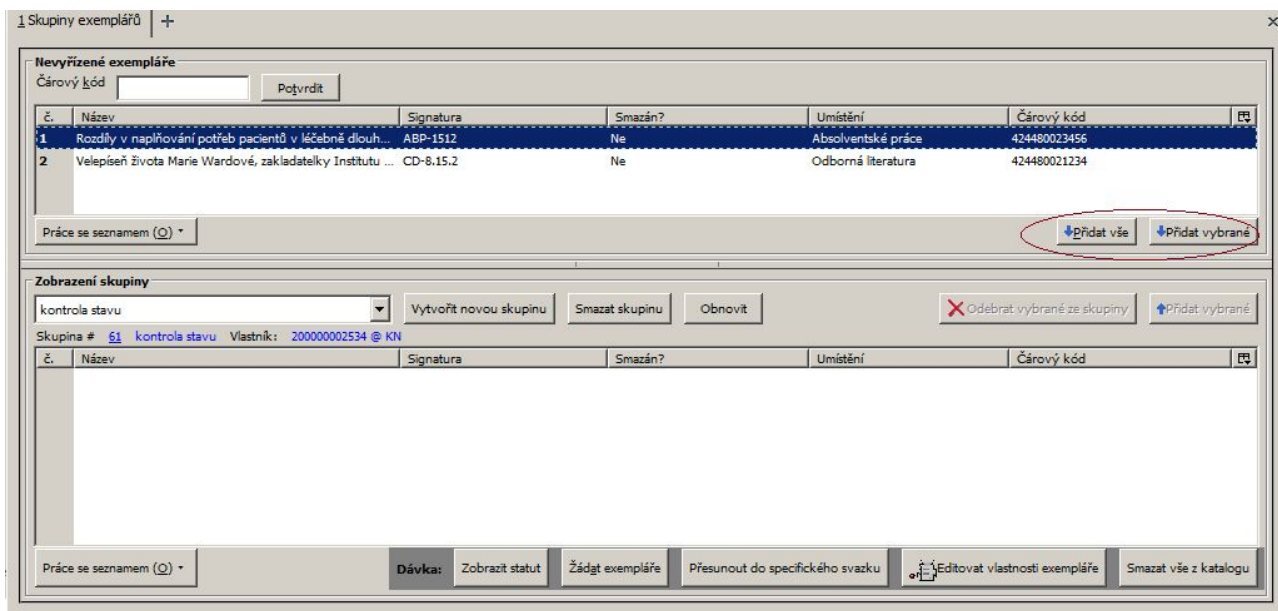 1 Skupiny exemplářů +
Nevyřízené exempláře
Čárový kód Potvrdit
č. Název Signatura Smazán? Umístění Čárový kód
1 Rozdíly v naplňování potřeb pacientů v léčebně dlouh... ABP-1512 Ne Absolventské práce 424480023456
2 Velepíseň života Marie Wardové, zakladatelky Institutu ... CD-8.15.2 Ne Odborná literatura 424480021234
Práce se seznamem (O) Přidat vše Přidat vybrané
Zobrazení skupiny
kontrola stavu Vytvořit novou skupinu Smazat skupinu Obnovit Odebrat vybrané ze skupiny Přidat vybrané
Skupina # 61 kontrola stavu Vlastník: 200000002534 @ KN
č. Název Signatura Smazán? Umístění Čárový kód
Práce se seznamem (O) Dávka: Zobrazit statut Žádat exempláře Přesunout do specifického svazku Editovat vlastnosti exempláře Smazat vše z katalogu